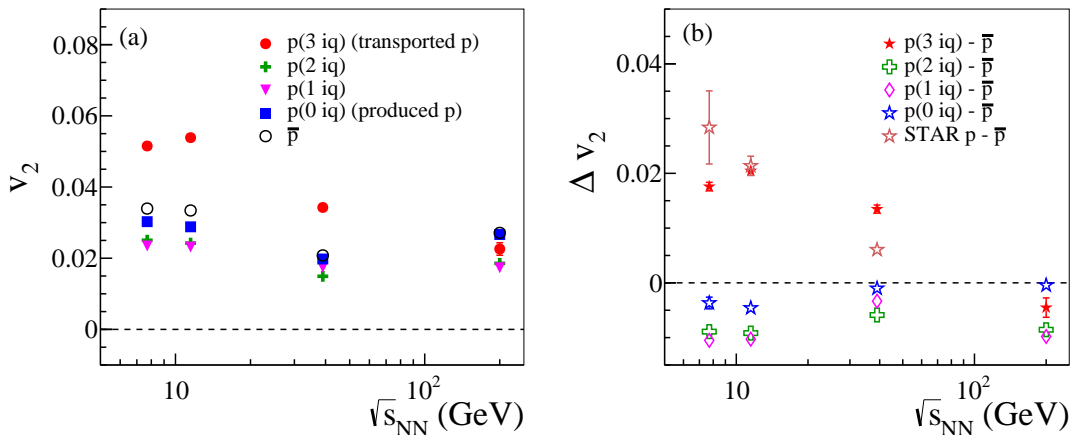 (a)
p(3 iq) (transported p)
p(2 iq)
p(1 iq)
p(0 iq) (produced p)
p̅
v₂
0.08
0.06
0.04
0.02
0
10
10²
√s_NN (GeV)
(b)
p(3 iq) - p̅
p(2 iq) - p̅
p(1 iq) - p̅
p(0 iq) - p̅
STAR p - p̅
Δ v₂
0.04
0.02
0
10
10²
√s_NN (GeV)